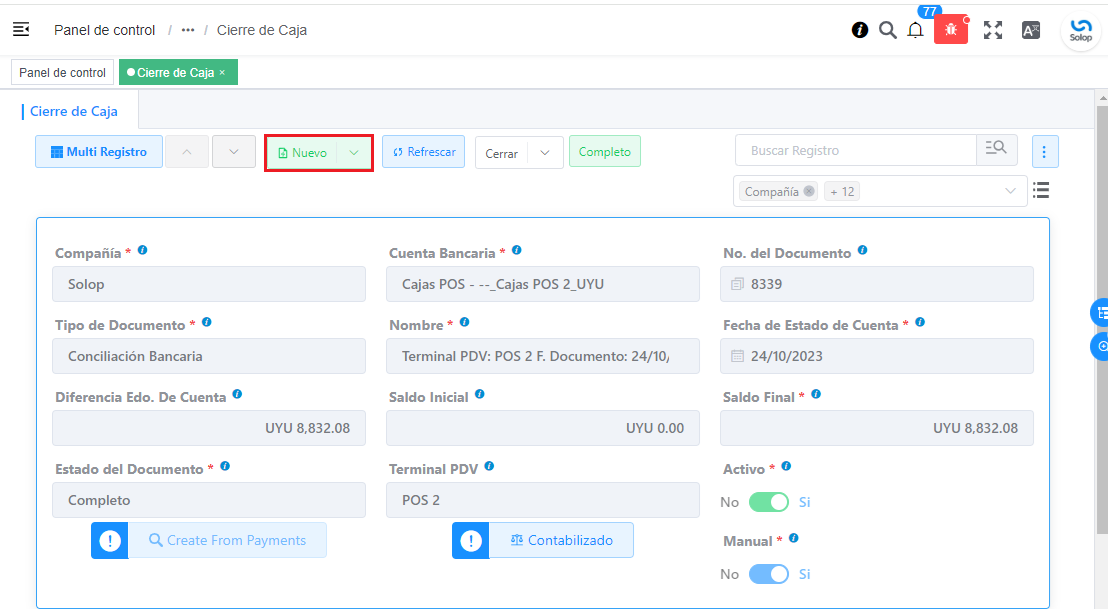 Panel de control / ••• / Cierre de Caja
77
Solop
Panel de control
Cierre de Caja ×
Cierre de Caja
Multi Registro
Nuevo
Refrescar
Cerrar
Completo
Buscar Registro
Compañía
+ 12
Compañía *
Cuenta Bancaria *
No. del Documento
Solop
Cajas POS - --_Cajas POS 2_UYU
8339
Tipo de Documento *
Nombre *
Fecha de Estado de Cuenta *
Conciliación Bancaria
Terminal PDV: POS 2 F. Documento: 24/10/
24/10/2023
Diferencia Edo. De Cuenta
Saldo Inicial
Saldo Final *
UYU 8,832.08
UYU 0.00
UYU 8,832.08
Estado del Documento *
Terminal PDV
Activo *
Completo
POS 2
No Si
Create From Payments
Contabilizado
Manual *
No Si